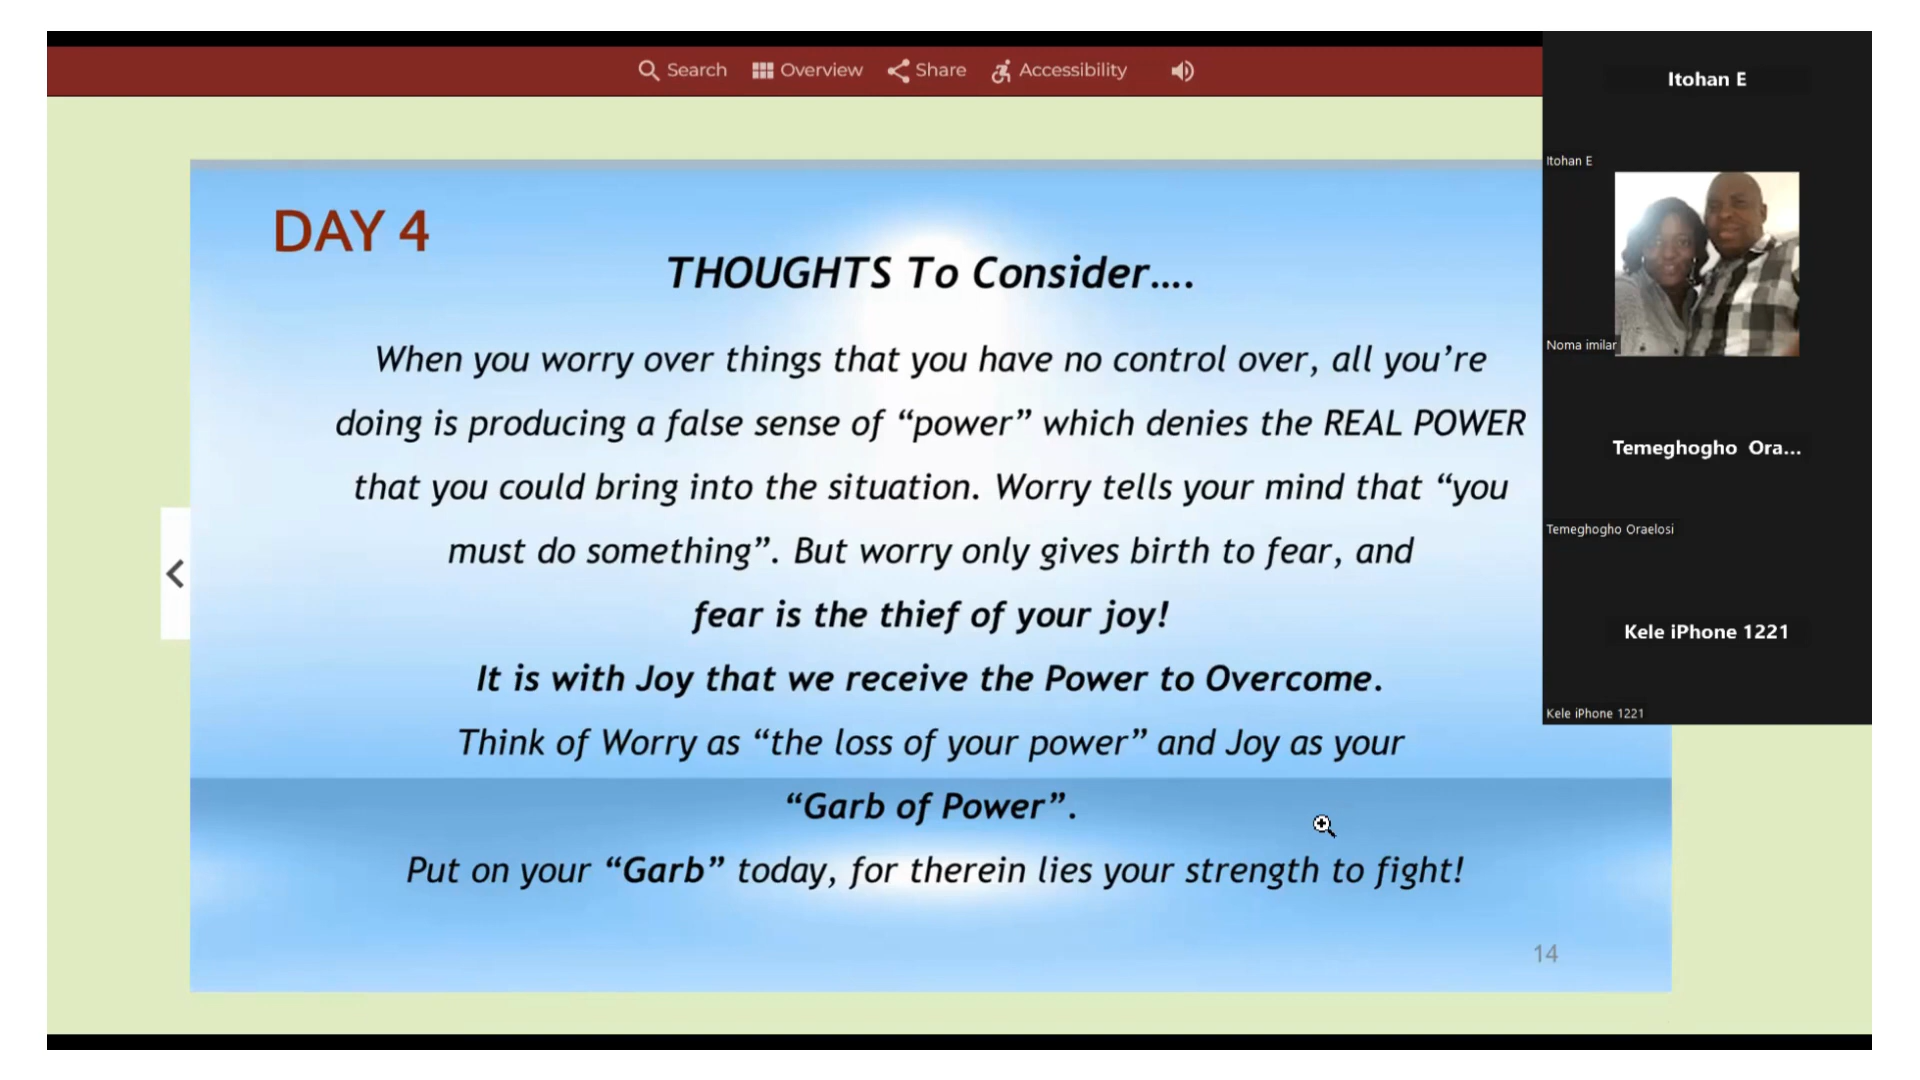 Search Overview Share Accessibility
DAY 4
THOUGHTS To Consider....
When you worry over things that you have no control over, all you’re
doing is producing a false sense of “power” which denies the REAL POWER
that you could bring into the situation. Worry tells your mind that “you
must do something”. But worry only gives birth to fear, and
fear is the thief of your joy!
It is with Joy that we receive the Power to Overcome.
Think of Worry as “the loss of your power” and Joy as your
“Garb of Power”.
Put on your “Garb” today, for therein lies your strength to fight!
14
Itohan E
Itohan E
Noma imilar
Temeghogho Ora...
Temeghogho Oraelosi
Kele iPhone 1221
Kele iPhone 1221